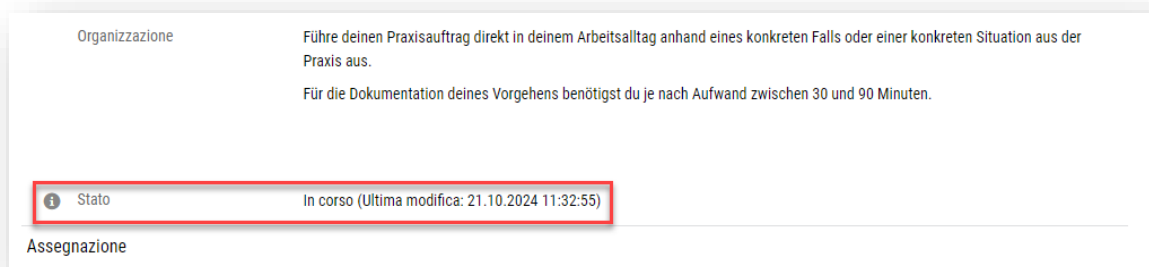 Organizzazione
Führe deinen Praxisauftrag direkt in deinem Arbeitsalltag anhand eines konkreten Falls oder einer konkreten Situation aus der
Praxis aus.
Für die Dokumentation deines Vorgehens benötigst du je nach Aufwand zwischen 30 und 90 Minuten.
Stato
In corso (Ultima modifica: 21.10.2024 11:32:55)
Assegnazione